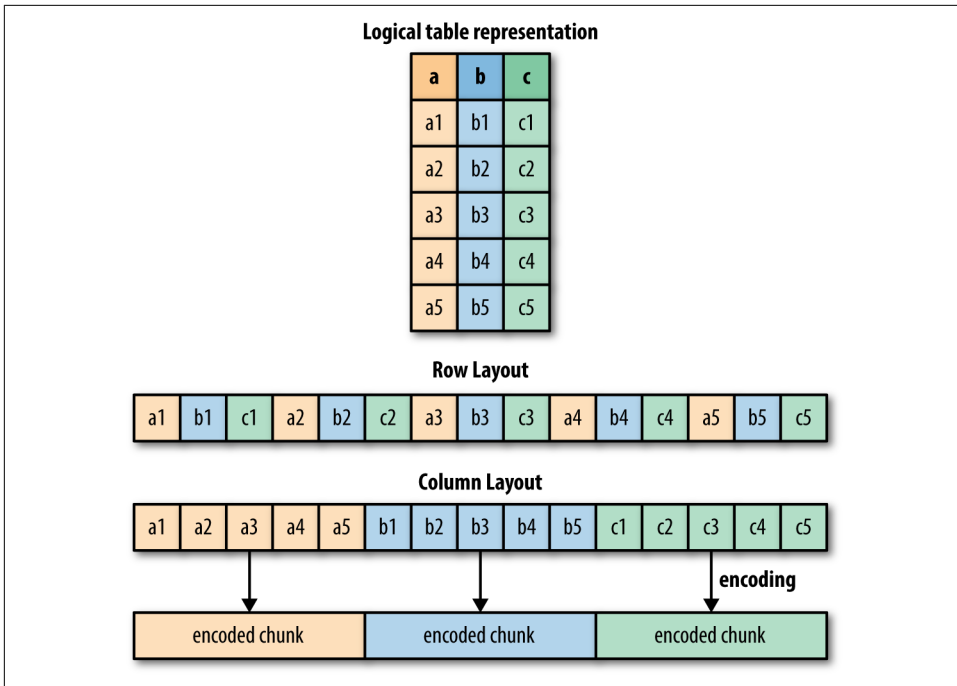 Logical table representation
a b c
a1 b1 c1
a2 b2 c2
a3 b3 c3
a4 b4 c4
a5 b5 c5
Row Layout
a1 b1 c1 a2 b2 c2 a3 b3 c3 a4 b4 c4 a5 b5 c5
Column Layout
a1 a2 a3 a4 a5 b1 b2 b3 b4 b5 c1 c2 c3 c4 c5
encoding
encoded chunk encoded chunk encoded chunk